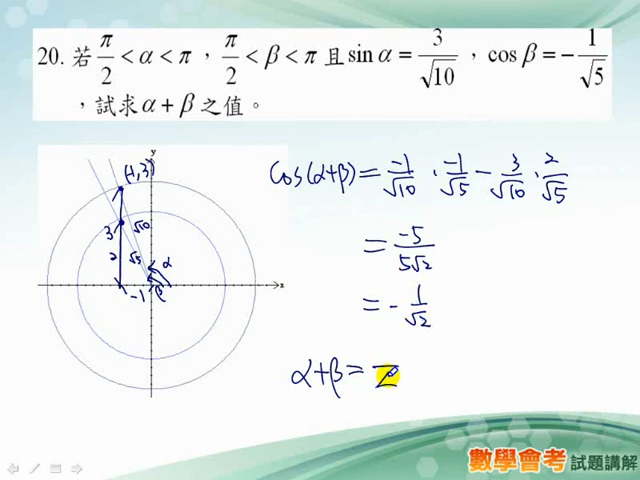 20. 若 π/2 < α < π ， π/2 < β < π 且 sin α = 3/√10 ， cos β = − 1/√5
，試求 α + β 之值。
y
(-1, 3)
3 √10
2 √5 α
-1 β x
cos(α+β) = -1/√10 · -1/√5 − 3/√10 · 2/√5
= -5/5√2
= - 1/√2
α+β =
數學會考 試題講解